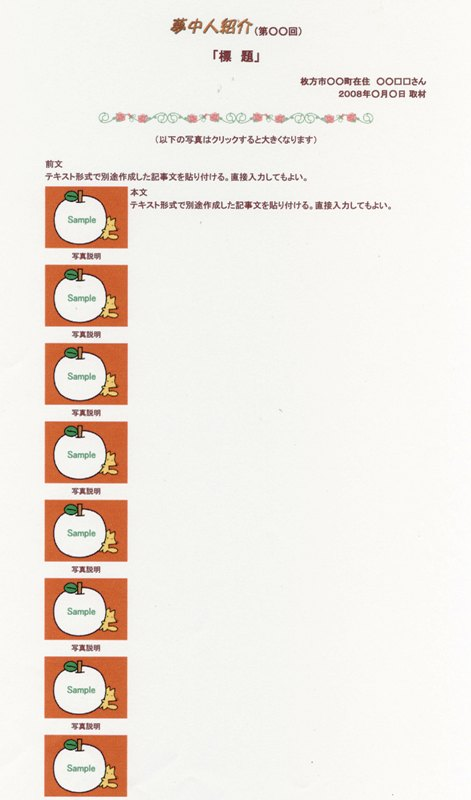 夢中人紹介(第〇〇回)
「標　題」
枚方市〇〇町在住　〇〇口口さん
2008年〇月〇日 取材
(以下の写真はクリックすると大きくなります)
前文
テキスト形式で別途作成した記事文を貼り付ける。直接入力してもよい。
本文
テキスト形式で別途作成した記事文を貼り付ける。直接入力してもよい。
Sample
写真説明
Sample
写真説明
Sample
写真説明
Sample
写真説明
Sample
写真説明
Sample
写真説明
Sample
写真説明
Sample